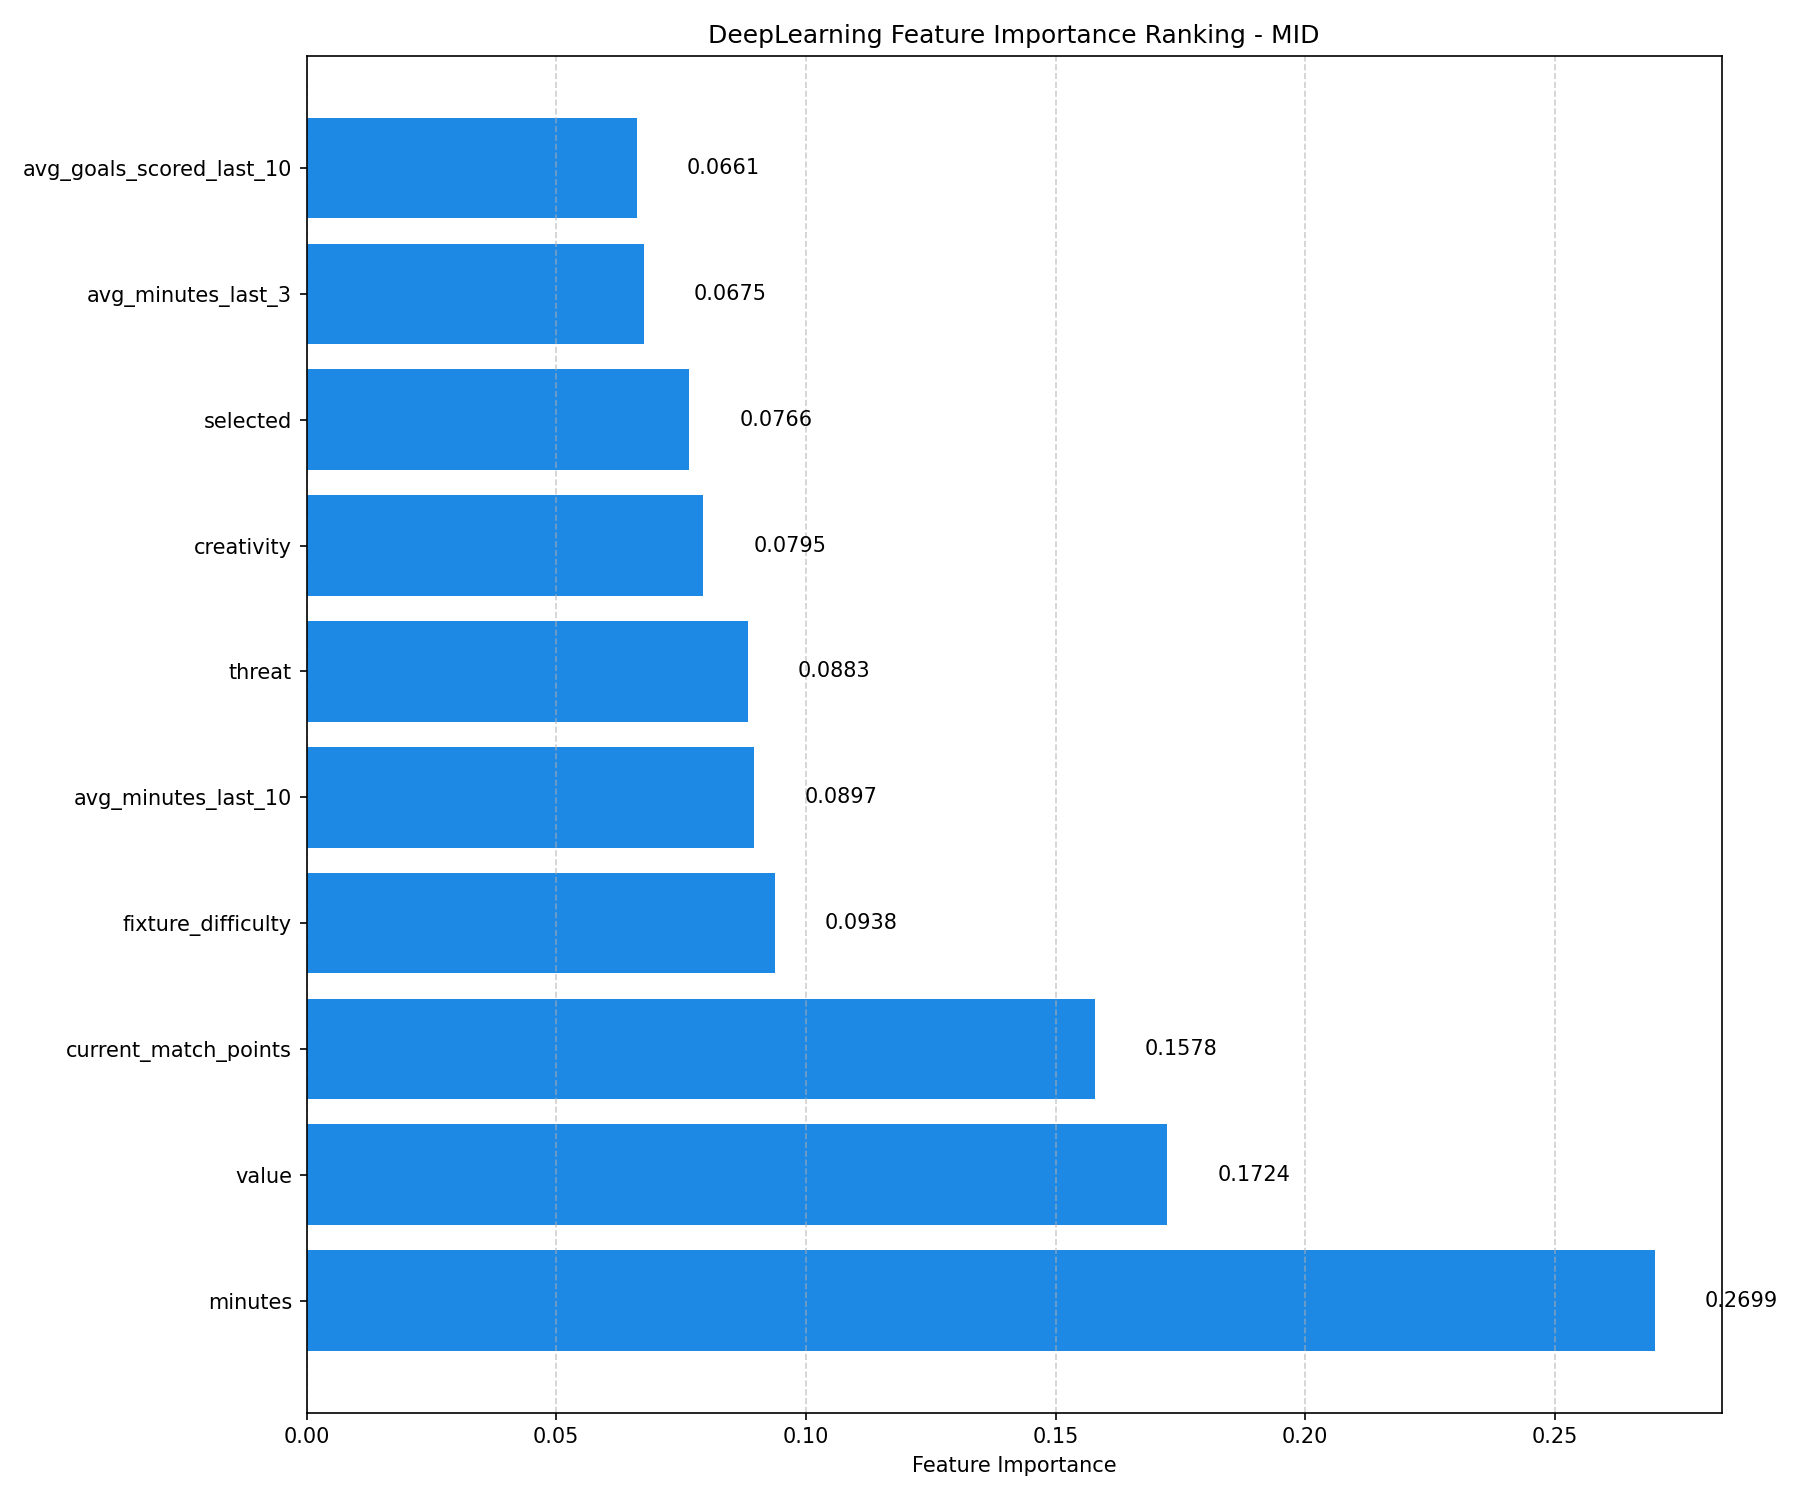 DeepLearning Feature Importance Ranking - MID
avg_goals_scored_last_10 0.0661
avg_minutes_last_3 0.0675
selected 0.0766
creativity 0.0795
threat 0.0883
avg_minutes_last_10 0.0897
fixture_difficulty 0.0938
current_match_points 0.1578
value 0.1724
minutes 0.2699
0.00 0.05 0.10 0.15 0.20 0.25
Feature Importance